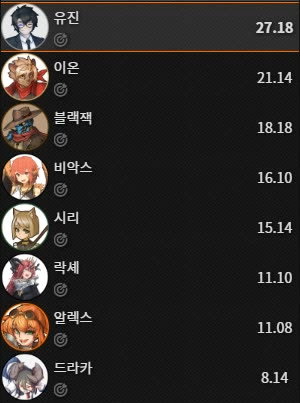 유진
27.18
이온
21.14
블랙잭
18.18
비악스
16.10
시리
15.14
락셰
11.10
알렉스
11.08
드라카
8.14